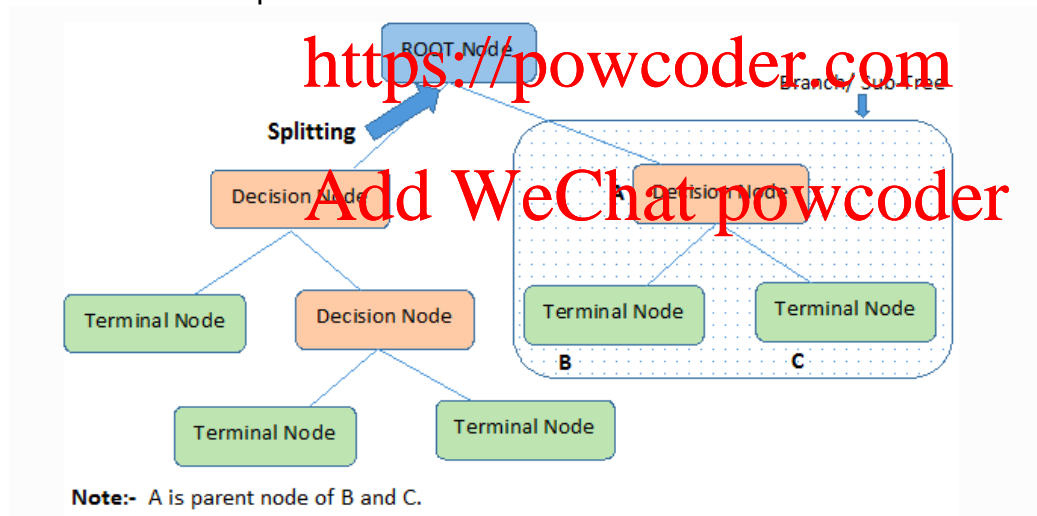 ROOT Node
https://powcoder.com
Branch/ Sub-Tree
Splitting
Decision Node
Add WeChat powcoder
A
Decision Node
Terminal Node
Decision Node
Terminal Node
Terminal Node
B
C
Terminal Node
Terminal Node
Note:- A is parent node of B and C.